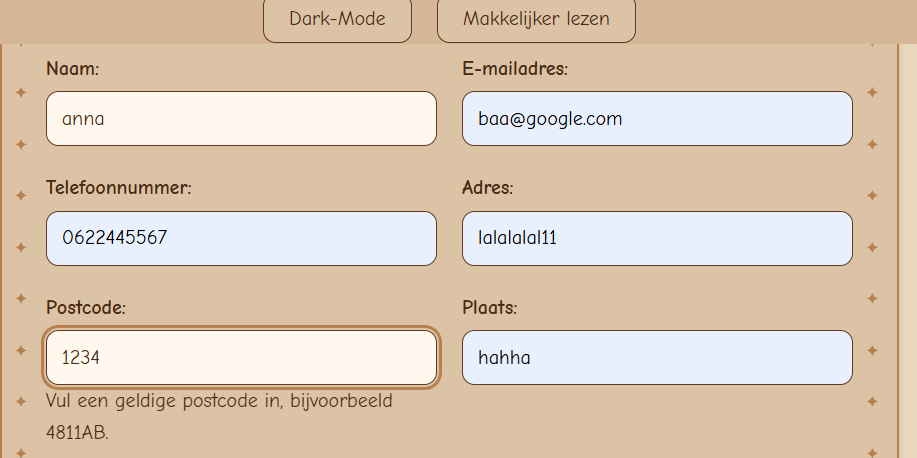 Dark-Mode
Makkelijker lezen
Naam:
E-mailadres:
anna
baa@google.com
Telefoonnummer:
Adres:
0622445567
lalalalal11
Postcode:
Plaats:
1234
hahha
Vul een geldige postcode in, bijvoorbeeld
4811AB.